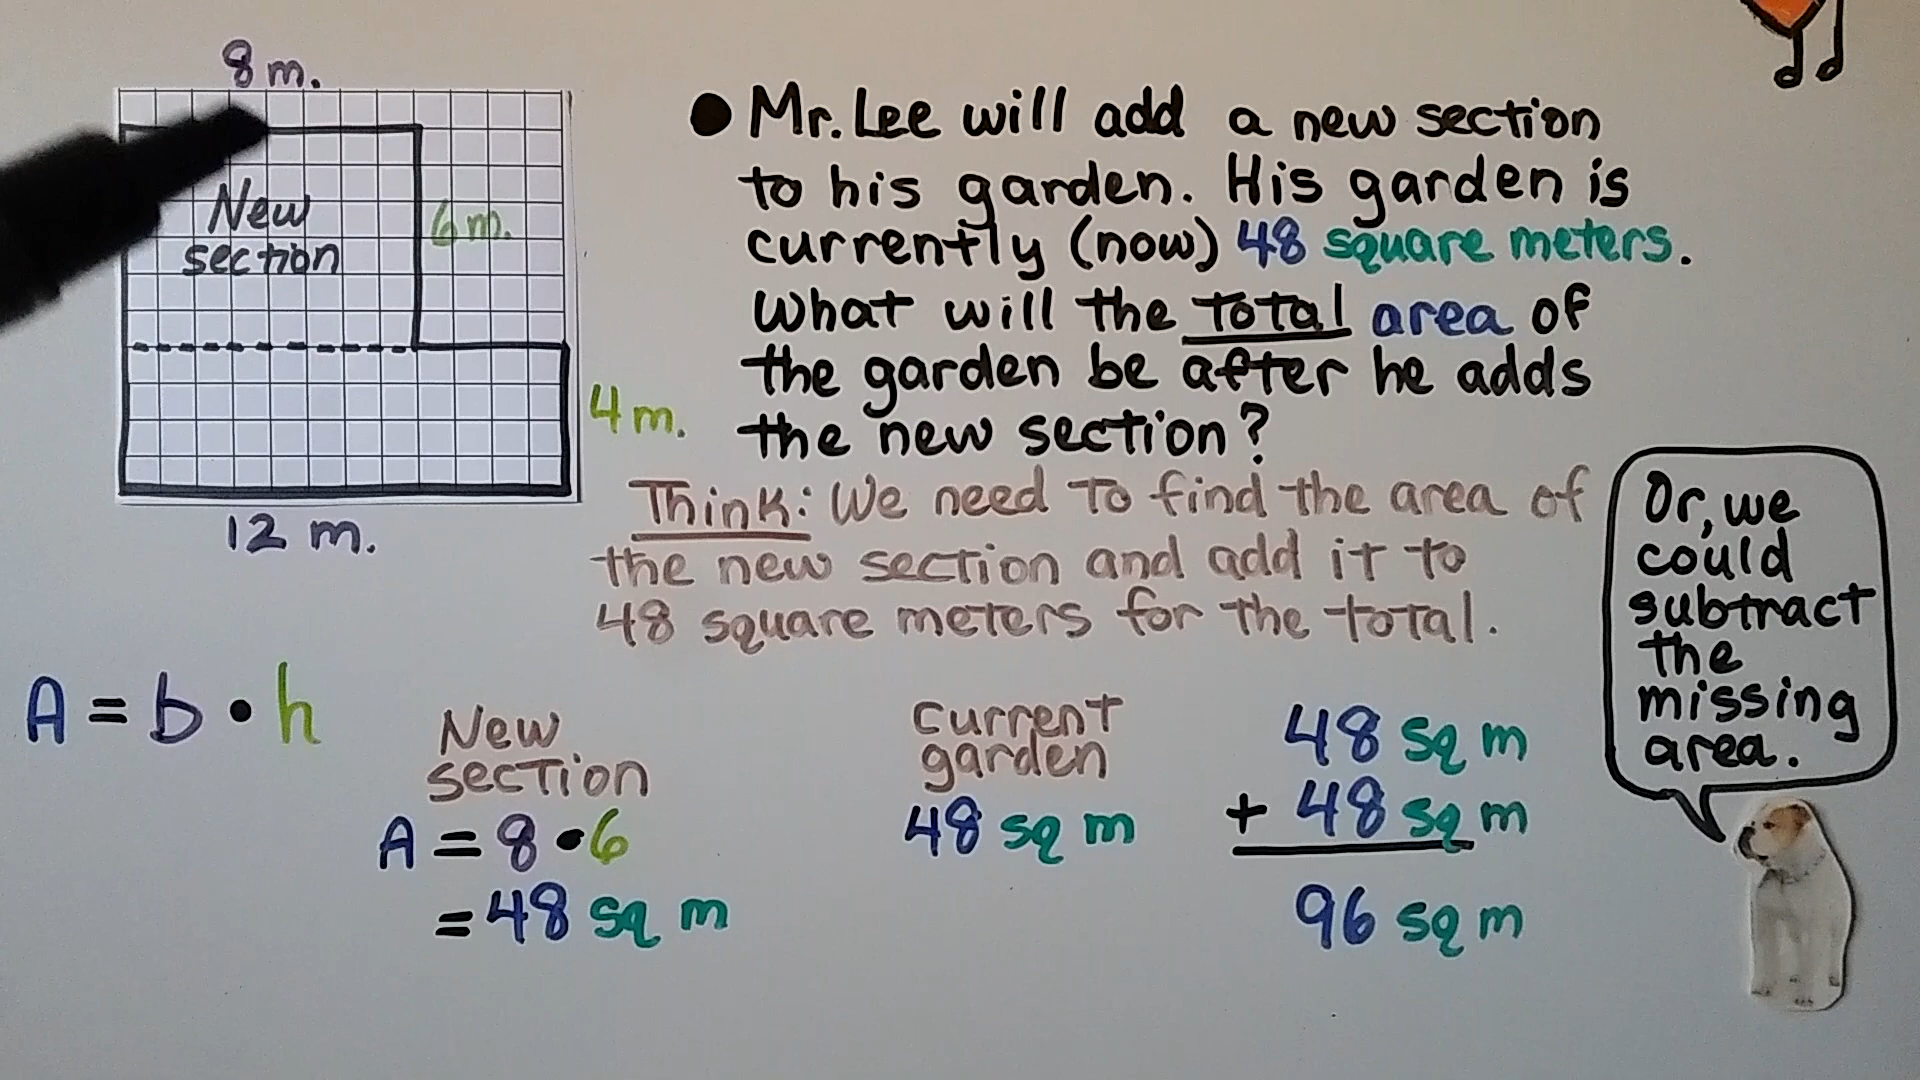 8 m.
New
section
6 m.
4 m.
12 m.
● Mr. Lee will add a new section
to his garden. His garden is
currently (now) 48 square meters.
What will the total area of
the garden be after he adds
the new section?
Think: We need to find the area of
the new section and add it to
48 square meters for the total.
Or, we
could
subtract
the
missing
area.
A = b • h
New
section
A = 8 • 6
= 48 sq m
current
garden
48 sq m
48 sq m
+ 48 sq m
96 sq m